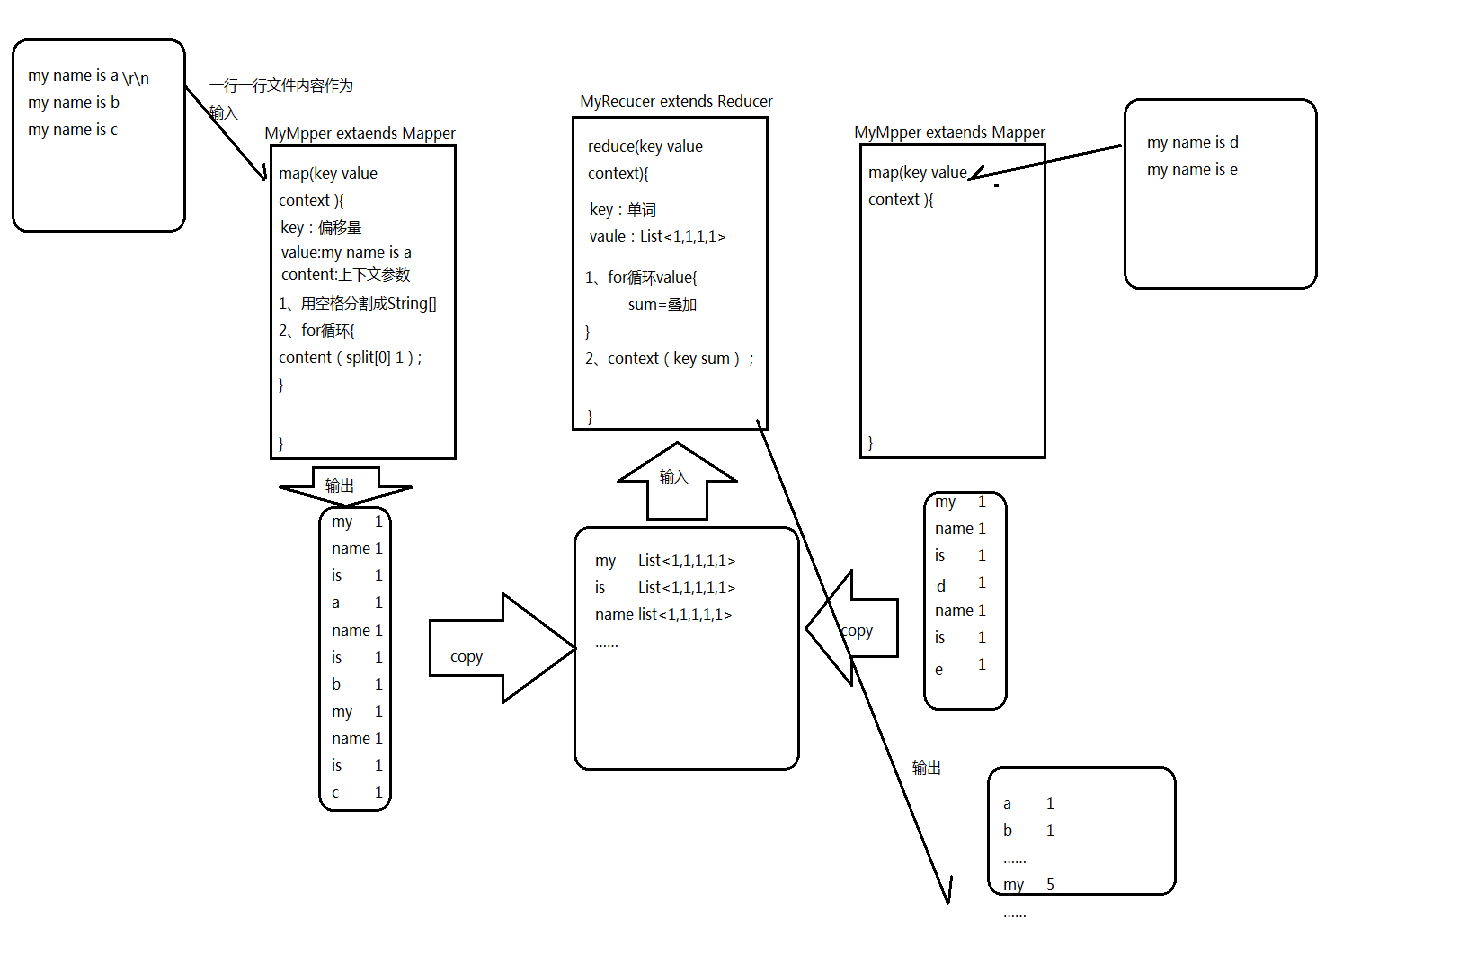 my name is a \r\n
my name is b
my name is c
一行一行文件内容作为
输入
MyMpper extaends Mapper
map(key value
context ){
key：偏移量
value:my name is a
content:上下文参数
1、用空格分割成String[]
2、for循环{
content（split[0] 1）;
}
}
输出
my 1
name 1
is 1
a 1
name 1
is 1
b 1
my 1
name 1
is 1
c 1
copy
MyRecucer extends Reducer
reduce(key value
context){
key：单词
vaule：List<1,1,1,1>
1、for循环value{
sum=叠加
}
2、context（key sum）;
}
输入
my List<1,1,1,1,1>
is List<1,1,1,1,1>
name list<1,1,1,1,1>
......
MyMpper extaends Mapper
map(key value
context ){
}
my name is d
my name is e
my 1
name 1
is 1
d 1
name 1
is 1
e 1
copy
输出
a 1
b 1
......
my 5
......